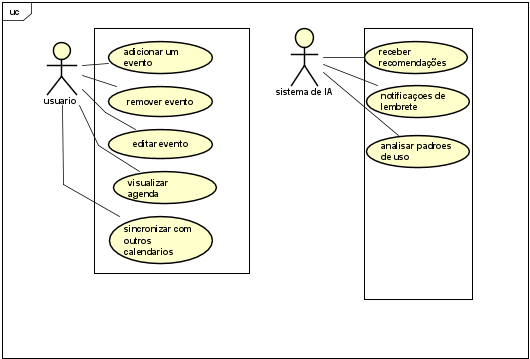 uc
adicionar um
evento
remover evento
editar evento
visualizar
agenda
sincronizar com
outros
calendarios
usuario
sistema de IA
receber
recomendações
notificaçoes de
lembrete
analisar padroes
de uso